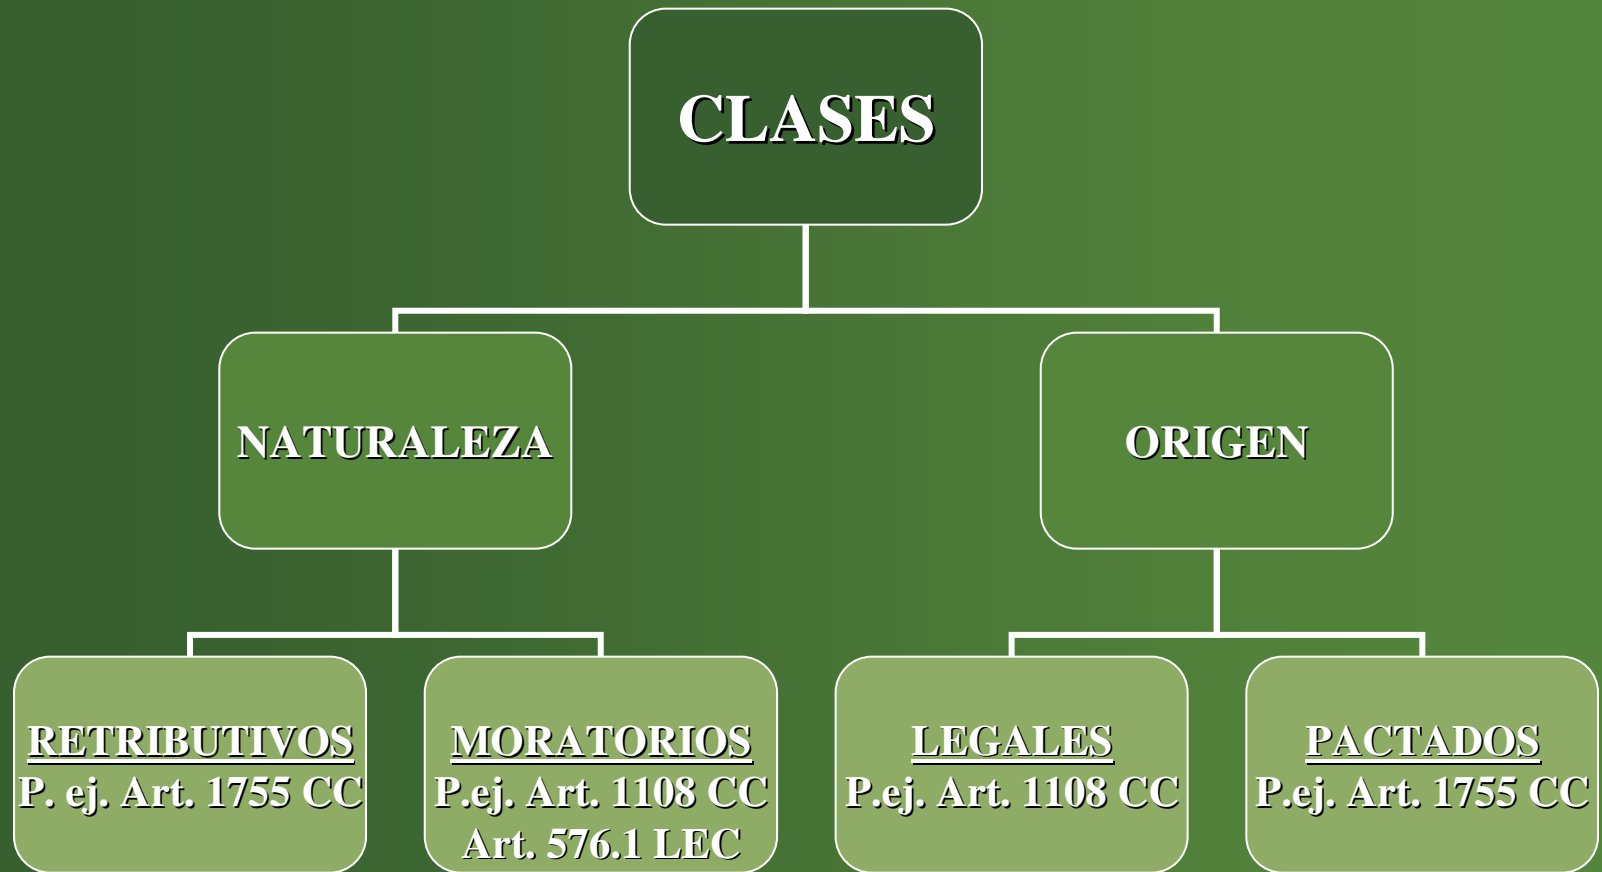 CLASES
NATURALEZA
ORIGEN
RETRIBUTIVOS
P. ej. Art. 1755 CC
MORATORIOS
P.ej. Art. 1108 CC
Art. 576.1 LEC
LEGALES
P.ej. Art. 1108 CC
PACTADOS
P.ej. Art. 1755 CC